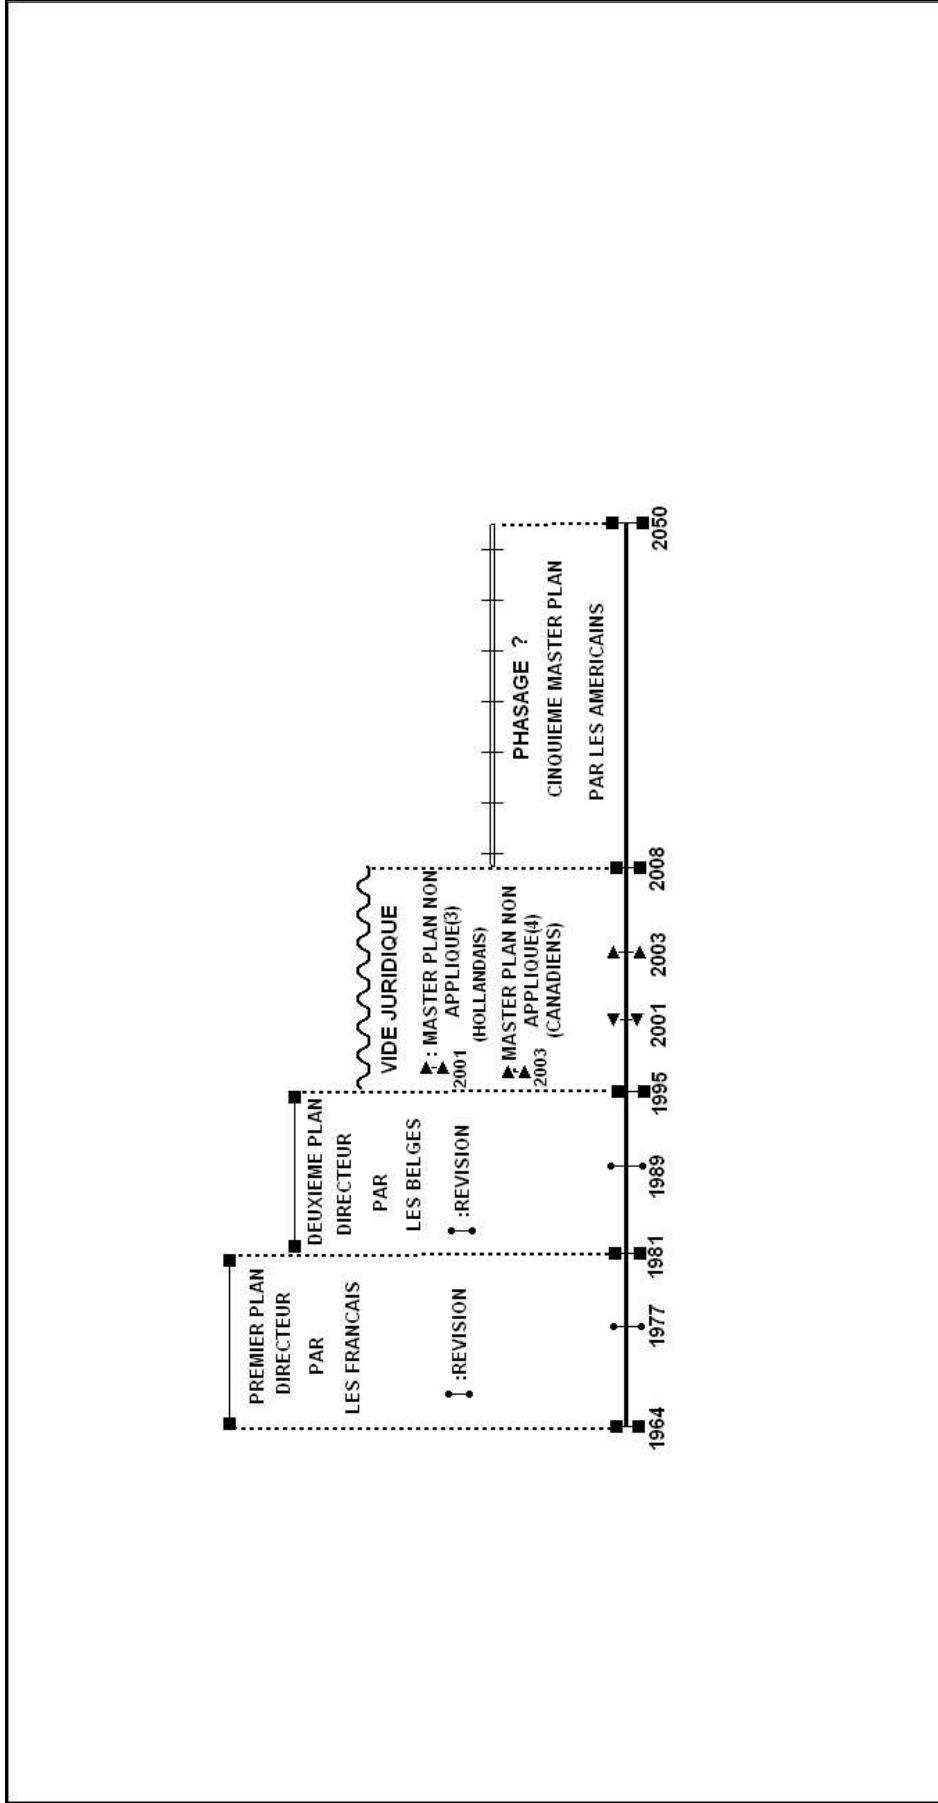 PREMIER PLAN
DIRECTEUR
PAR
LES FRANCAIS
:REVISION
DEUXIEME PLAN
DIRECTEUR
PAR
LES BELGES
:REVISION
VIDE JURIDIQUE
: MASTER PLAN NON
APPLIQUE(3)
2001 (HOLLANDAIS)
MASTER PLAN NON
APPLIQUE(4)
2003 (CANADIENS)
PHASAGE ?
CINQUIEME MASTER PLAN
PAR LES AMERICAINS
1964 1977 1981 1989 1995 2001 2003 2008 2050